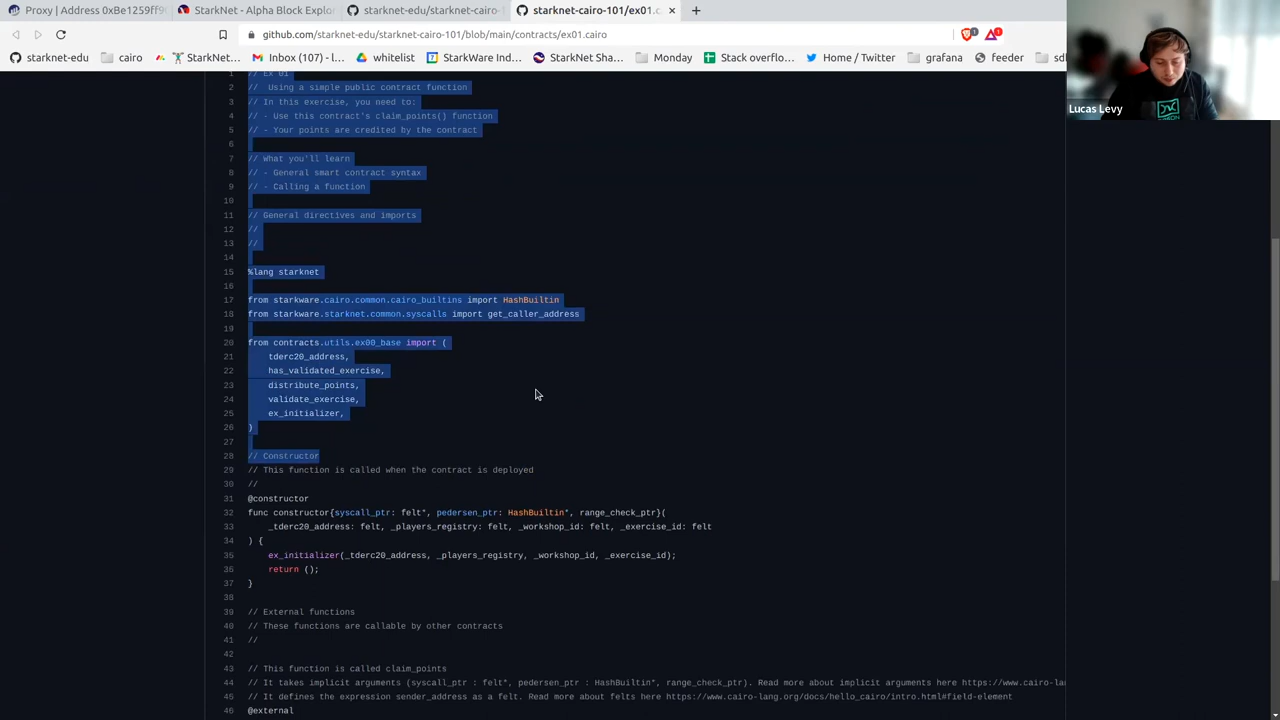 Proxy | Address 0xBe1259ff9
StarkNet - Alpha Block Explor
starknet-edu/starknet-cairo-1
starknet-cairo-101/ex01.c
github.com/starknet-edu/starknet-cairo-101/blob/main/contracts/ex01.cairo
starknet-edu
cairo
StarkNet...
Inbox (107) - l...
whitelist
StarkWare Ind...
StarkNet Sha...
Monday
Stack overflo...
Home / Twitter
grafana
feeder
sd
Lucas Levy
1 // Ex 01
2 // Using a simple public contract function
3 // In this exercise, you need to:
4 // - Use this contract's claim_points() function
5 // - Your points are credited by the contract
6
7 // What you'll learn
8 // - General smart contract syntax
9 // - Calling a function
10
11 // General directives and imports
12 //
13 //
14
15 %lang starknet
16
17 from starkware.cairo.common.cairo_builtins import HashBuiltin
18 from starkware.starknet.common.syscalls import get_caller_address
19
20 from contracts.utils.ex00_base import (
21 tderc20_address,
22 has_validated_exercise,
23 distribute_points,
24 validate_exercise,
25 ex_initializer,
26 )
27
28 // Constructor
29 // This function is called when the contract is deployed
30 //
31 @constructor
32 func constructor{syscall_ptr: felt*, pedersen_ptr: HashBuiltin*, range_check_ptr}(
33 _tderc20_address: felt, _players_registry: felt, _workshop_id: felt, _exercise_id: felt
34 ) {
35 ex_initializer(_tderc20_address, _players_registry, _workshop_id, _exercise_id);
36 return ();
37 }
38
39 // External functions
40 // These functions are callable by other contracts
41 //
42
43 // This function is called claim_points
44 // It takes implicit arguments (syscall_ptr : felt*, pedersen_ptr : HashBuiltin*, range_check_ptr). Read more about implicit arguments here https://www.cairo-lan
45 // It defines the expression sender_address as a felt. Read more about felts here https://www.cairo-lang.org/docs/hello_cairo/intro.html#field-element
46 @external